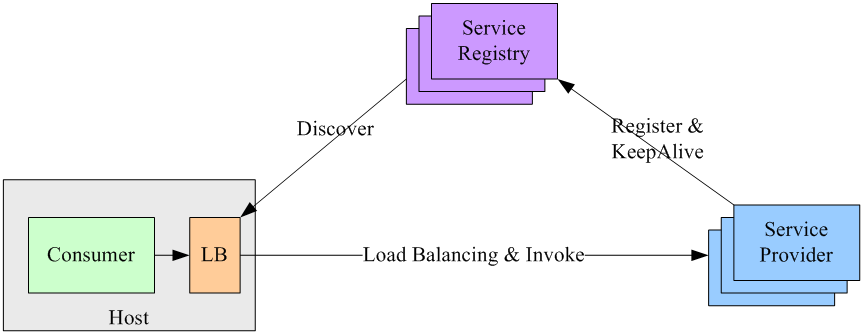 Service
Registry
Discover
Register &
KeepAlive
Consumer
LB
Load Balancing & Invoke
Service
Provider
Host